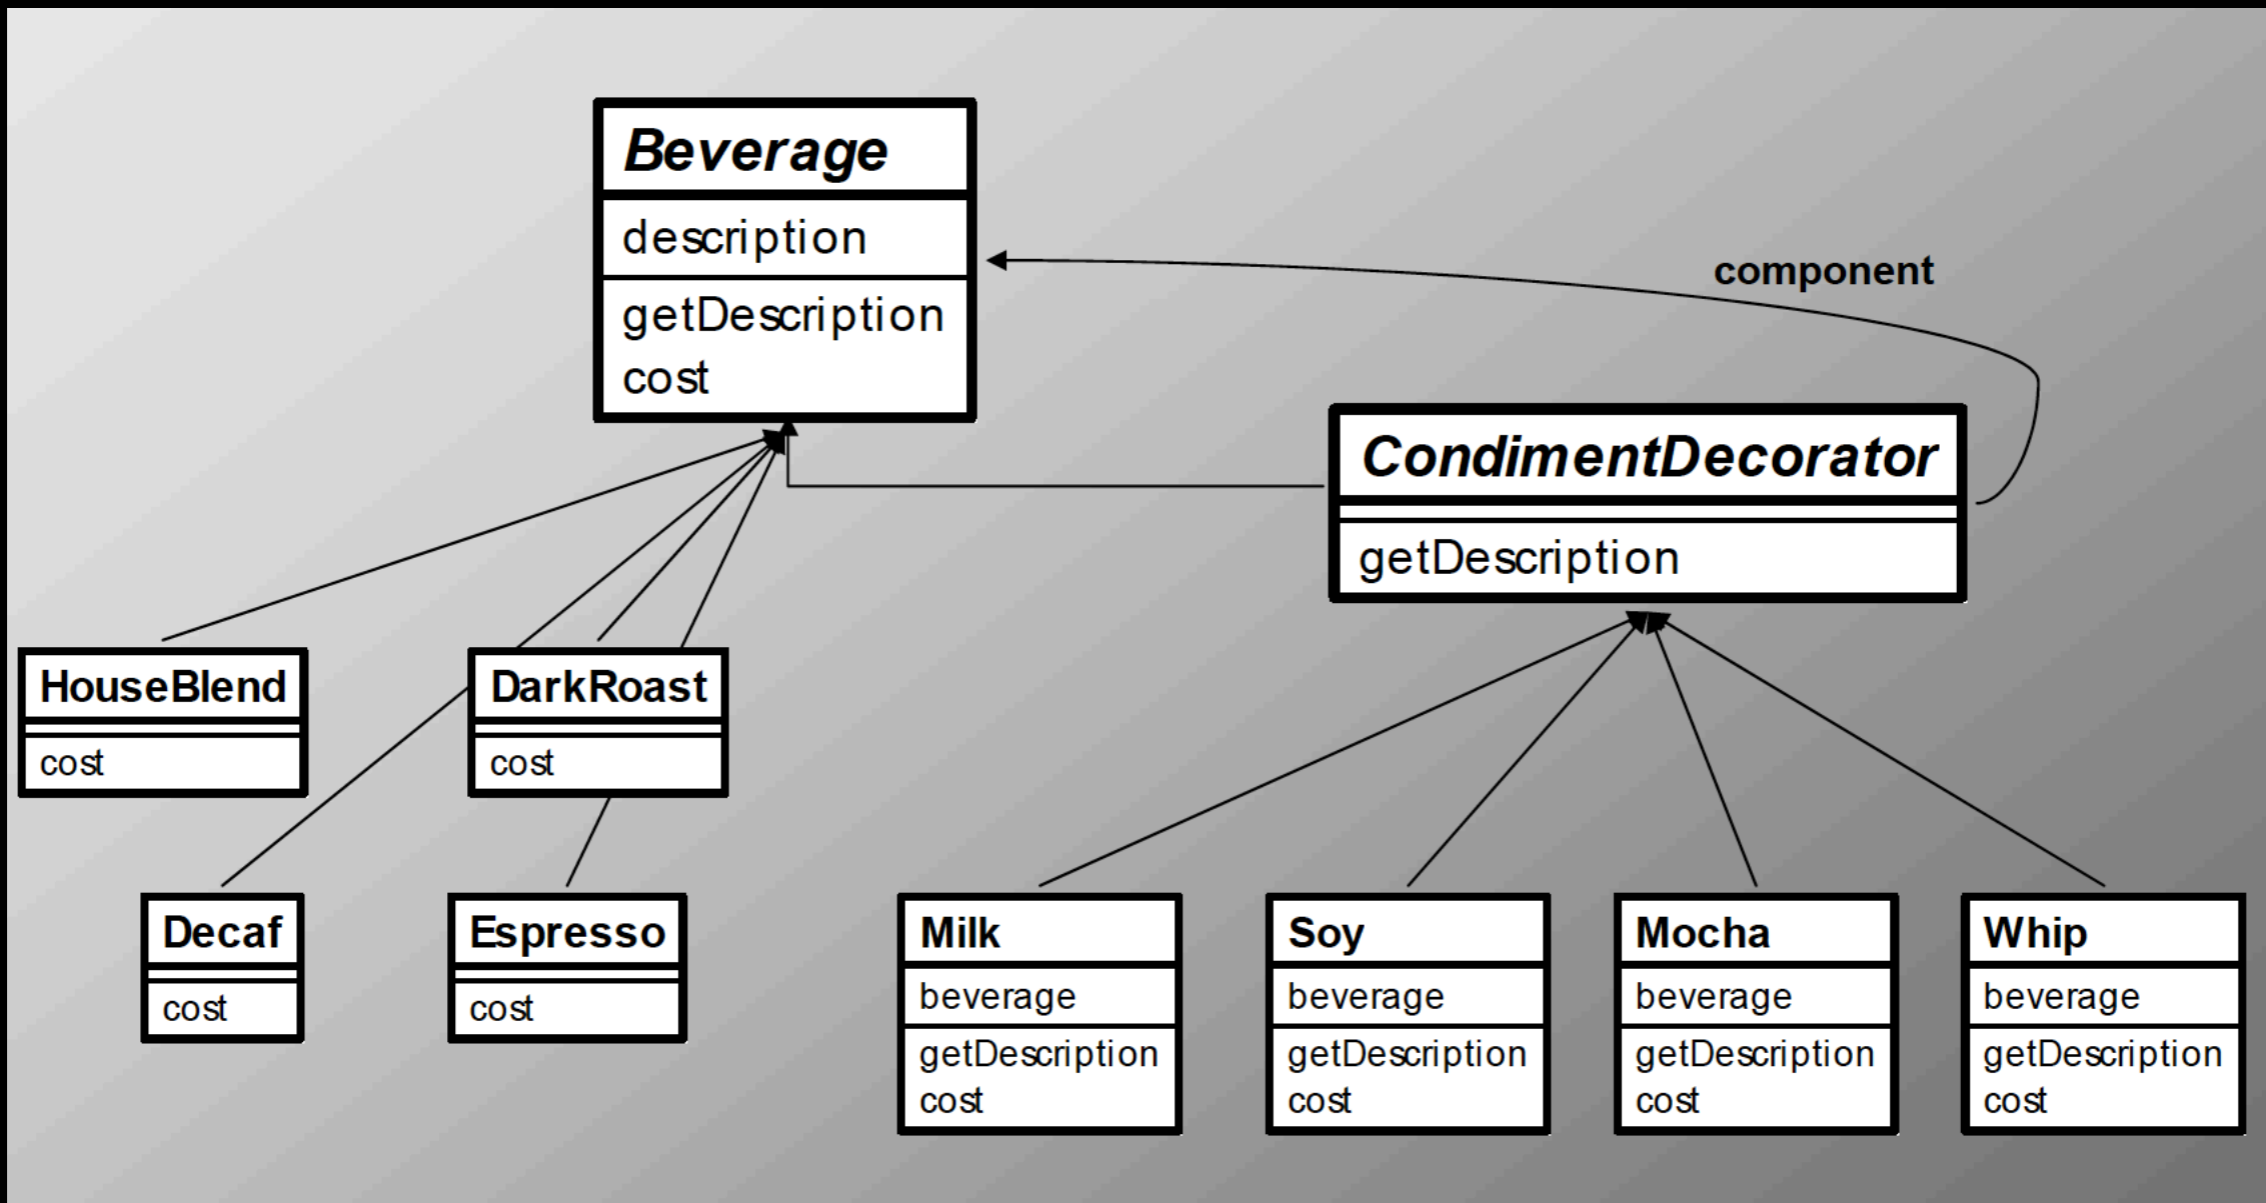 Beverage
description
getDescription
cost
component
CondimentDecorator
getDescription
HouseBlend
cost
DarkRoast
cost
Decaf
cost
Espresso
cost
Milk
beverage
getDescription
cost
Soy
beverage
getDescription
cost
Mocha
beverage
getDescription
cost
Whip
beverage
getDescription
cost